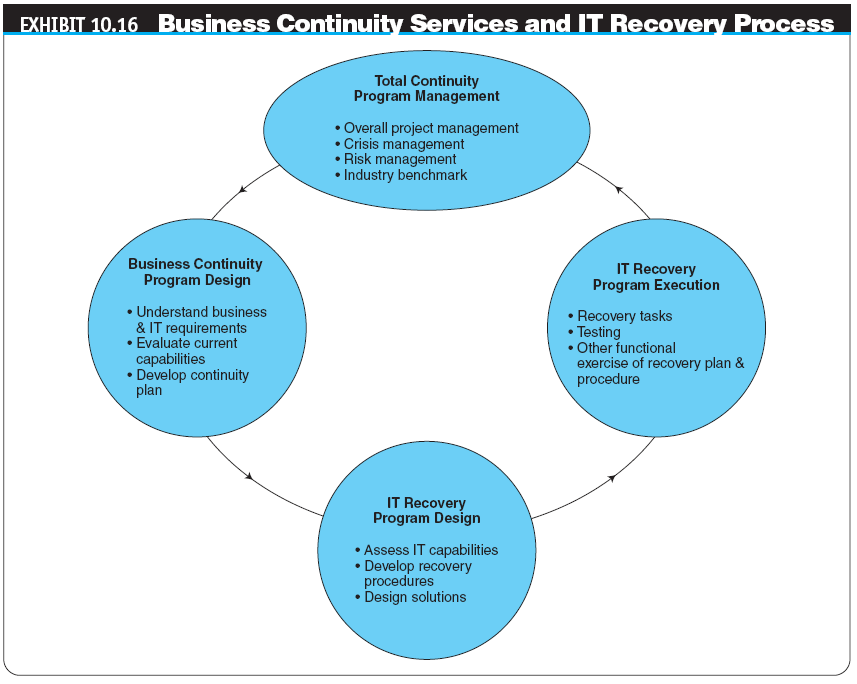 EXHIBIT 10.16 Business Continuity Services and IT Recovery Process
Total Continuity
Program Management
• Overall project management
• Crisis management
• Risk management
• Industry benchmark
Business Continuity
Program Design
• Understand business
& IT requirements
• Evaluate current
capabilities
• Develop continuity
plan
IT Recovery
Program Design
• Assess IT capabilities
• Develop recovery
procedures
• Design solutions
IT Recovery
Program Execution
• Recovery tasks
• Testing
• Other functional
exercise of recovery plan &
procedure